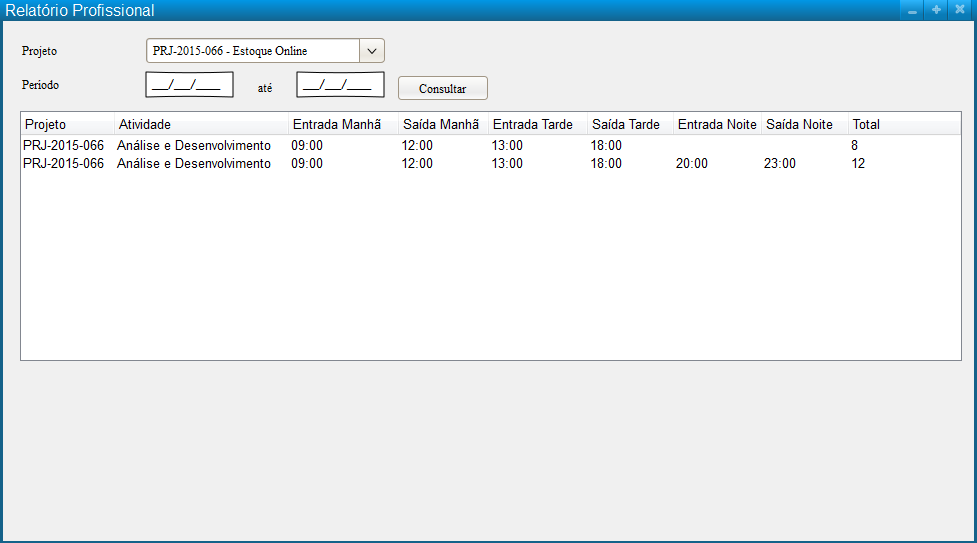 Relatório Profissional
Projeto PRJ-2015-066 - Estoque Online
Periodo __/__/___ até __/__/___ Consultar
Projeto Atividade Entrada Manhã Saída Manhã Entrada Tarde Saída Tarde Entrada Noite Saída Noite Total
PRJ-2015-066 Análise e Desenvolvimento 09:00 12:00 13:00 18:00 8
PRJ-2015-066 Análise e Desenvolvimento 09:00 12:00 13:00 18:00 20:00 23:00 12